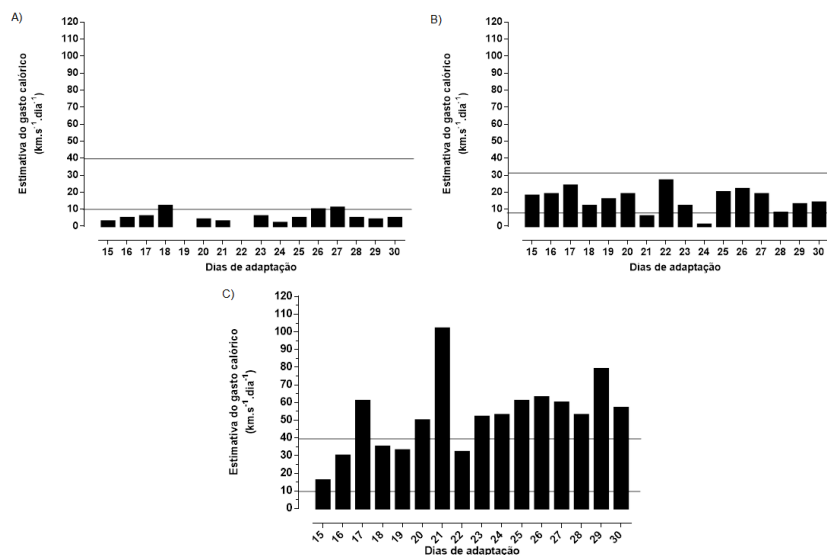 A)
Estimativa do gasto calórico
(km.s⁻¹.dia⁻¹)
120
110
100
90
80
70
60
50
40
30
20
10
0
15 16 17 18 19 20 21 22 23 24 25 26 27 28 29 30
Dias de adaptação
B)
Estimativa do gasto calórico
(km.s⁻¹.dia⁻¹)
120
110
100
90
80
70
60
50
40
30
20
10
0
15 16 17 18 19 20 21 22 23 24 25 26 27 28 29 30
Dias de adaptação
C)
Estimativa do gasto calórico
(km.s⁻¹.dia⁻¹)
120
110
100
90
80
70
60
50
40
30
20
10
0
15 16 17 18 19 20 21 22 23 24 25 26 27 28 29 30
Dias de adaptação